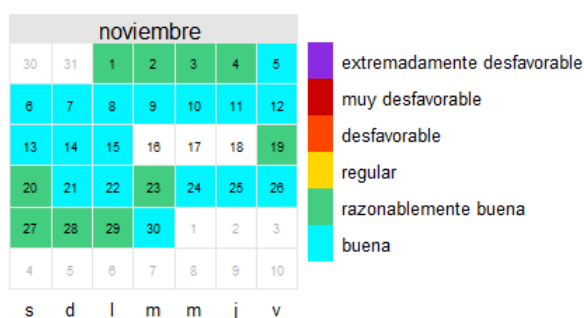 noviembre
30 31 1 2 3 4 5
6 7 8 9 10 11 12
13 14 15 16 17 18 19
20 21 22 23 24 25 26
27 28 29 30 1 2 3
4 5 6 7 8 9 10
s d l m m j v
extremadamente desfavorable
muy desfavorable
desfavorable
regular
razonablemente buena
buena